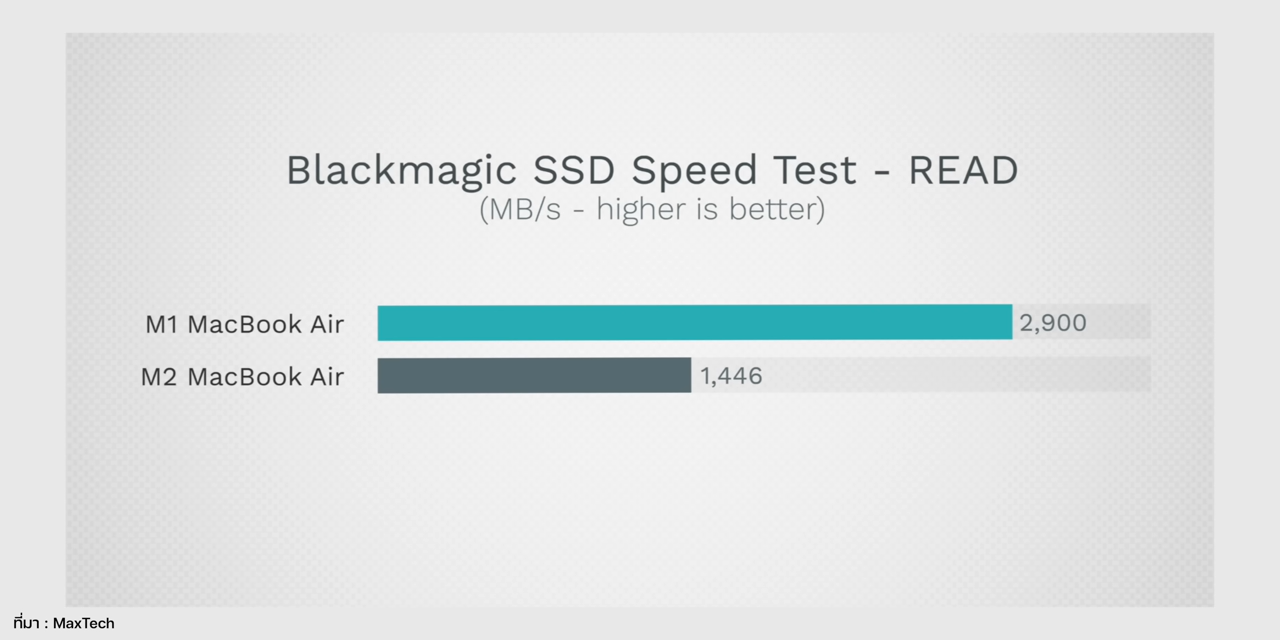 Blackmagic SSD Speed Test - READ
(MB/s - higher is better)
M1 MacBook Air 2,900
M2 MacBook Air 1,446
ที่มา : MaxTech